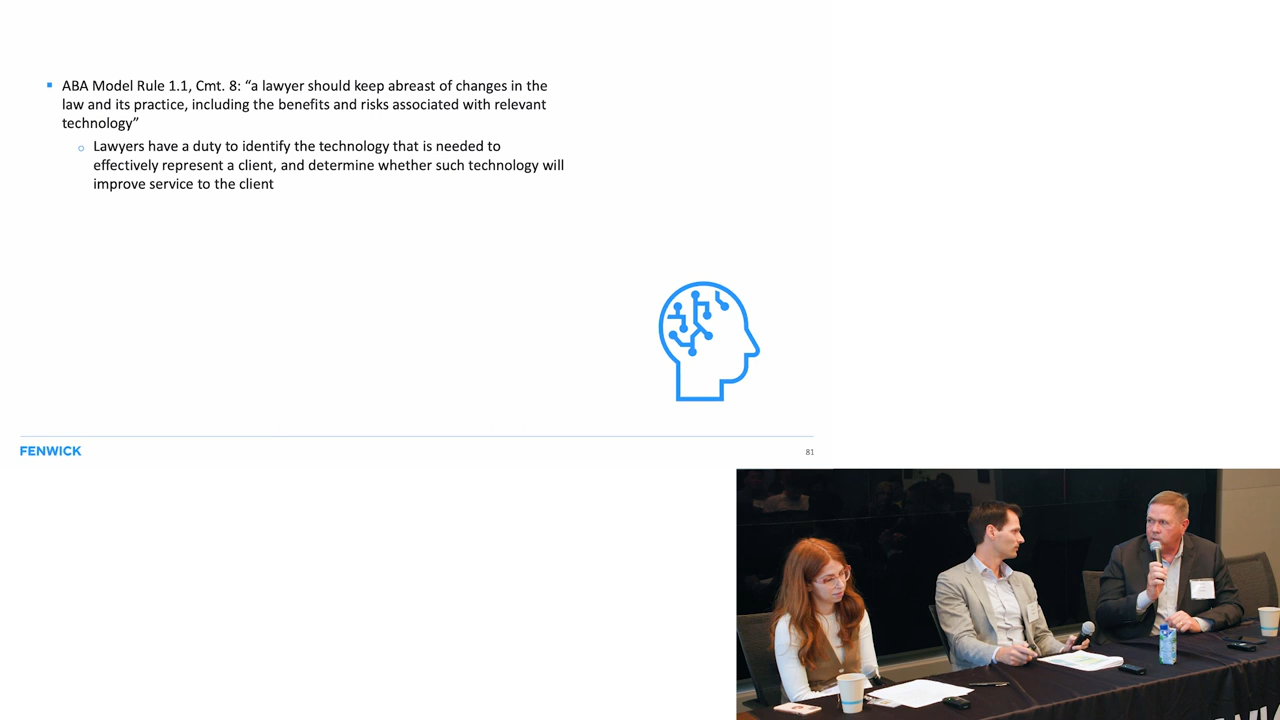 ABA Model Rule 1.1, Cmt. 8: “a lawyer should keep abreast of changes in the
law and its practice, including the benefits and risks associated with relevant
technology”
Lawyers have a duty to identify the technology that is needed to
effectively represent a client, and determine whether such technology will
improve service to the client
FENWICK
81